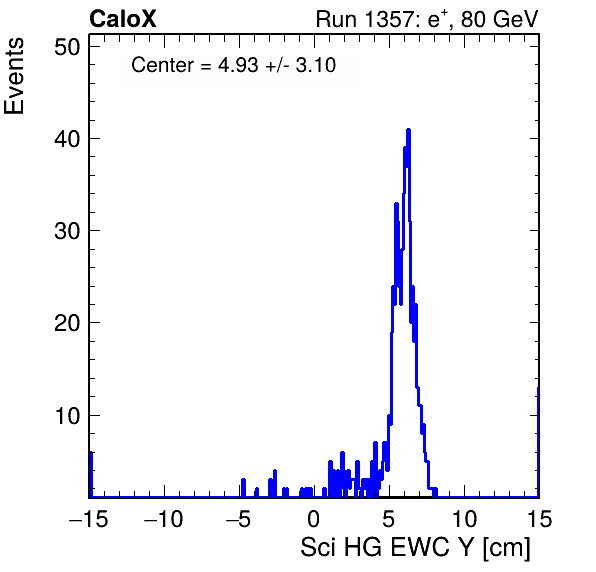 CaloX Run 1357: e⁺, 80 GeV
Center = 4.93 +/- 3.10
Events
50
40
30
20
10
−15 −10 −5 0 5 10 15
Sci HG EWC Y [cm]